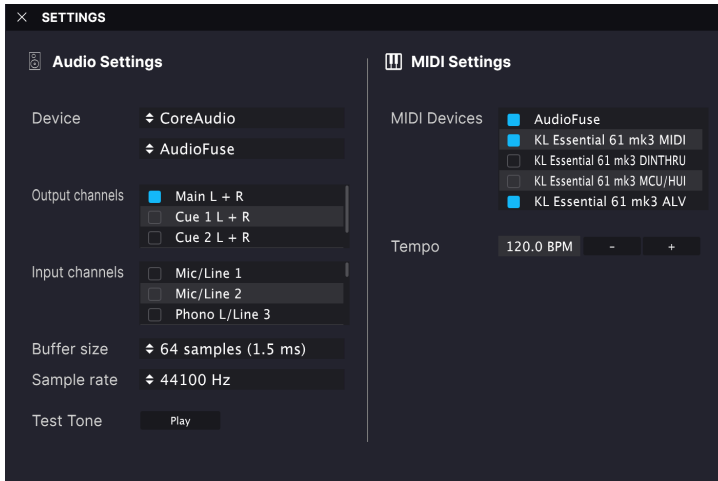 SETTINGS
Audio Settings
Device
CoreAudio
AudioFuse
Output channels
Main L + R
Cue 1 L + R
Cue 2 L + R
Input channels
Mic/Line 1
Mic/Line 2
Phono L/Line 3
Buffer size
64 samples (1.5 ms)
Sample rate
44100 Hz
Test Tone
Play
MIDI Settings
MIDI Devices
AudioFuse
KL Essential 61 mk3 MIDI
KL Essential 61 mk3 DINTHRU
KL Essential 61 mk3 MCU/HUI
KL Essential 61 mk3 ALV
Tempo
120.0 BPM
-
+